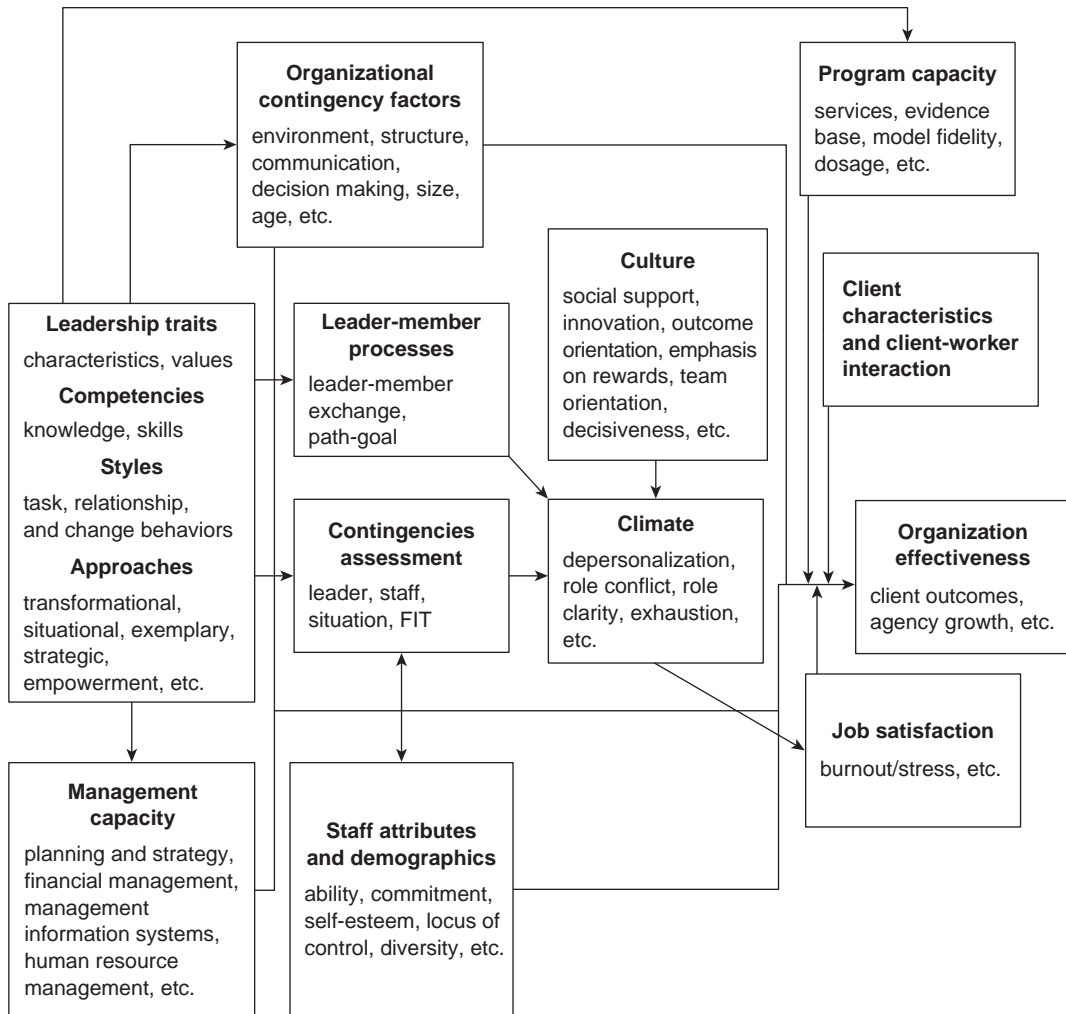 Organizational
contingency factors
environment, structure,
communication,
decision making, size,
age, etc.
Program capacity
services, evidence
base, model fidelity,
dosage, etc.
Culture
social support,
innovation, outcome
orientation, emphasis
on rewards, team
orientation,
decisiveness, etc.
Client
characteristics
and client-worker
interaction
Leadership traits
characteristics, values
Competencies
knowledge, skills
Styles
task, relationship,
and change behaviors
Approaches
transformational,
situational, exemplary,
strategic,
empowerment, etc.
Leader-member
processes
leader-member
exchange,
path-goal
Contingencies
assessment
leader, staff,
situation, FIT
Climate
depersonalization,
role conflict, role
clarity, exhaustion,
etc.
Organization
effectiveness
client outcomes,
agency growth, etc.
Job satisfaction
burnout/stress, etc.
Management
capacity
planning and strategy,
financial management,
management
information systems,
human resource
management, etc.
Staff attributes
and demographics
ability, commitment,
self-esteem, locus of
control, diversity, etc.